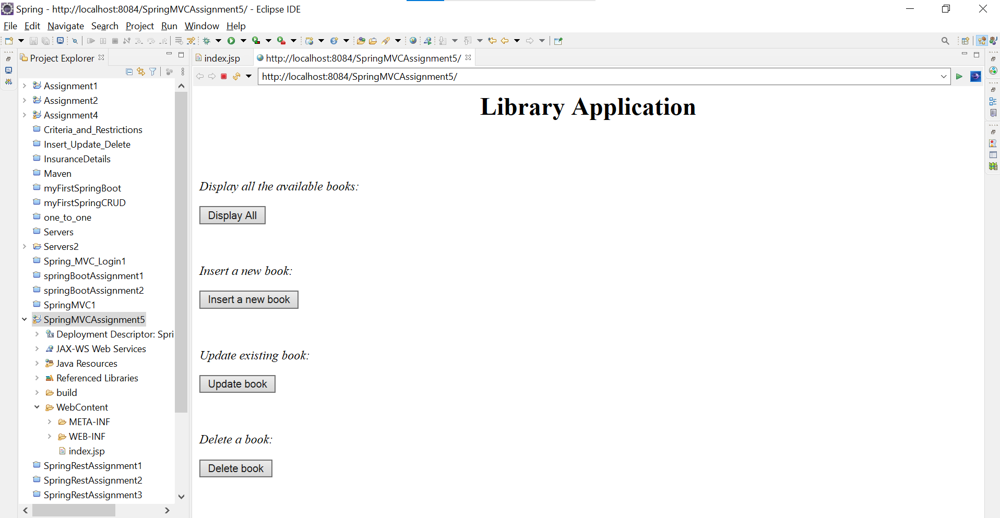 Spring - http://localhost:8084/SpringMVCAssignment5/ - Eclipse IDE
File Edit Navigate Search Project Run Window Help
Project Explorer
Assignment1
Assignment2
Assignment4
Criteria_and_Restrictions
Insert_Update_Delete
InsuranceDetails
Maven
myFirstSpringBoot
myFirstSpringCRUD
one_to_one
Servers
Servers2
Spring_MVC_Login1
springBootAssignment1
springBootAssignment2
SpringMVC1
SpringMVCAssignment5
Deployment Descriptor: Spri
JAX-WS Web Services
Java Resources
Referenced Libraries
build
WebContent
META-INF
WEB-INF
index.jsp
SpringRestAssignment1
SpringRestAssignment2
SpringRestAssignment3
index.jsp
http://localhost:8084/SpringMVCAssignment5/
http://localhost:8084/SpringMVCAssignment5/
Library Application
Display all the available books:
Display All
Insert a new book:
Insert a new book
Update existing book:
Update book
Delete a book:
Delete book